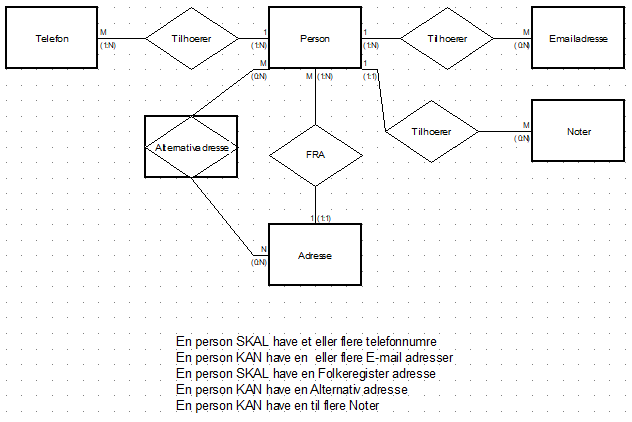 Telefon
M
(1:N)
Tilhoerer
1
(1:N)
Person
1
(1:N)
Tilhoerer
M
(0:N)
Emailadresse
M
(0:N)
M
(1:N)
1
(1:1)
Tilhoerer
M
(0:N)
Noter
Alternativadresse
FRA
N
(0:N)
1
(1:1)
Adresse
En person SKAL have et eller flere telefonnumre
En person KAN have en eller flere E-mail adresser
En person SKAL have en Folkeregister adresse
En person KAN have en Alternativ adresse
En person KAN have en til flere Noter